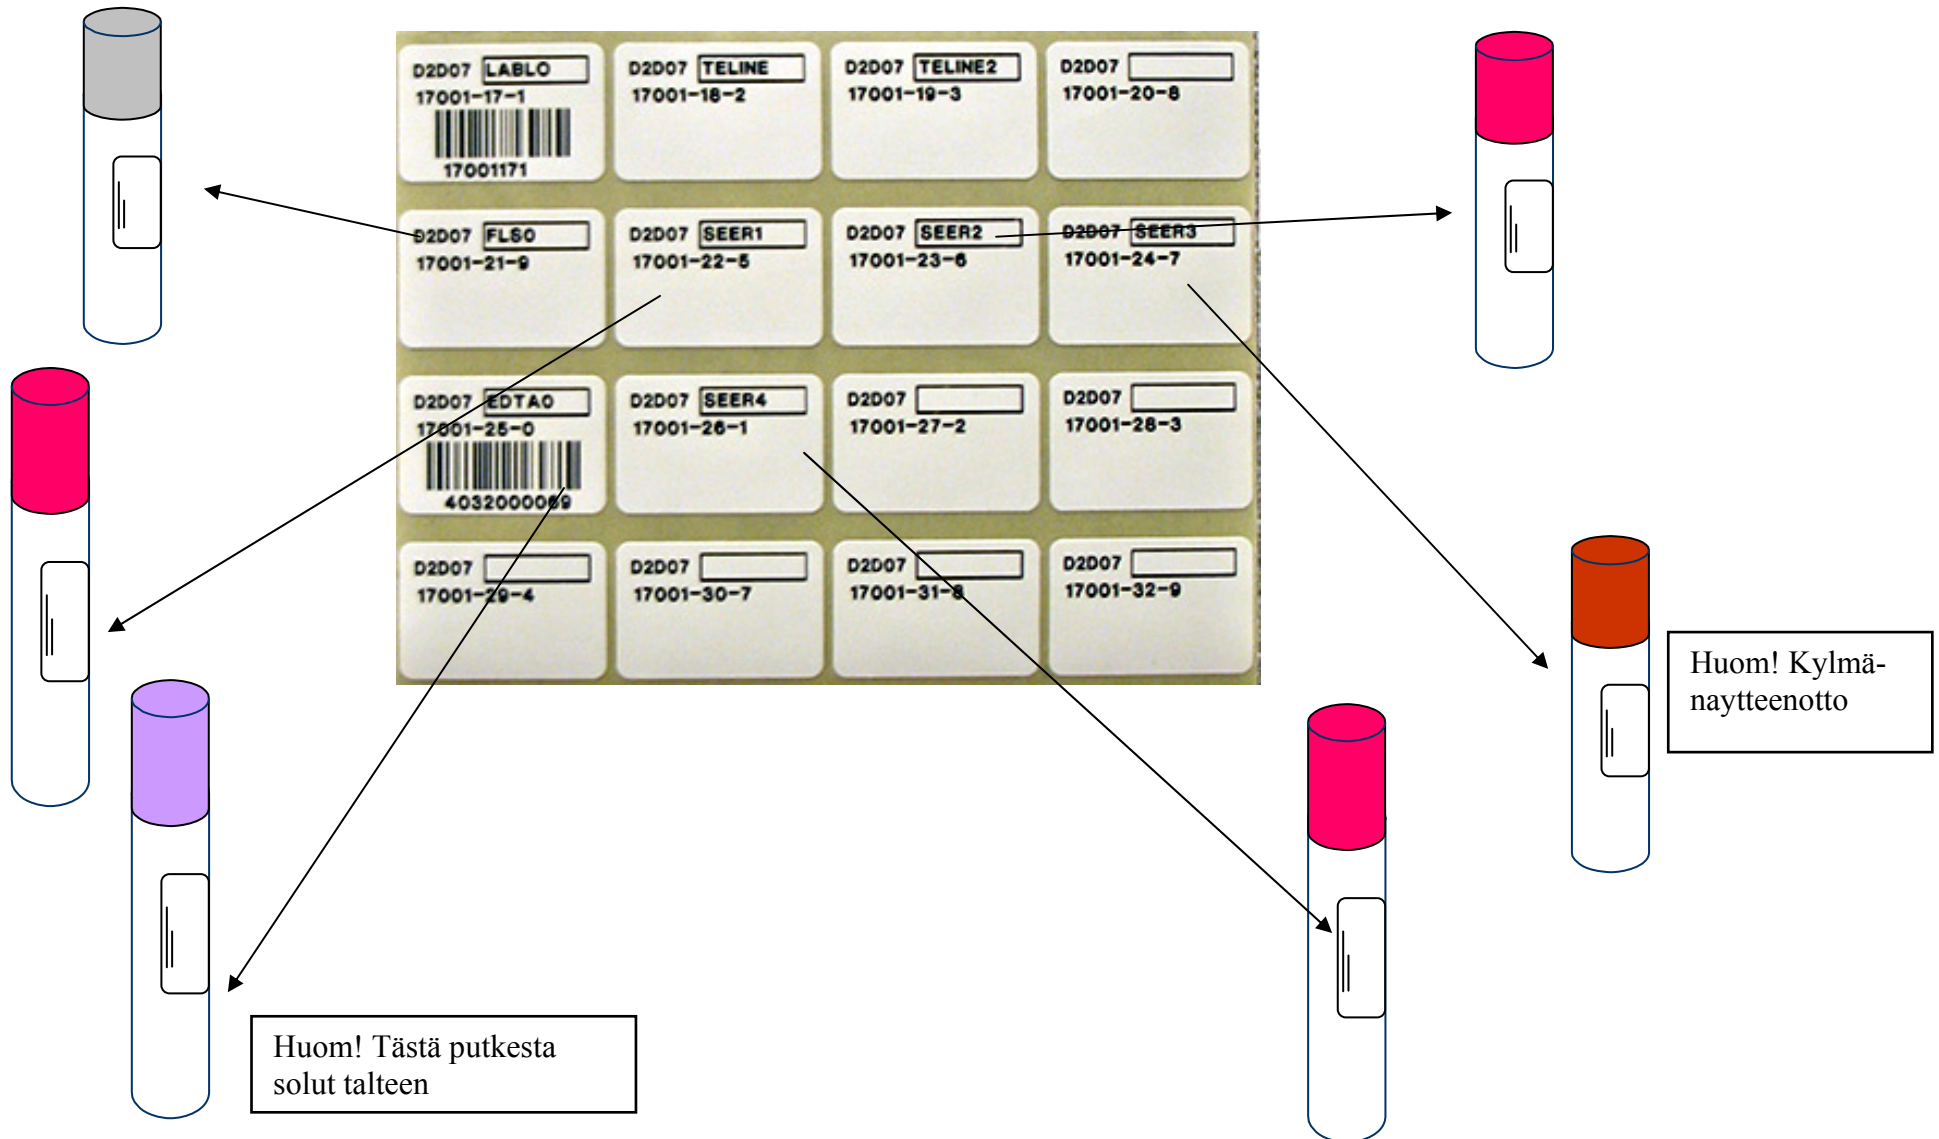 D2D07 LABLO
17001-17-1
17001171
D2D07 TELINE
17001-18-2
D2D07 TELINE2
17001-19-3
D2D07
17001-20-8
D2D07 FLSO
17001-21-9
D2D07 SEER1
17001-22-5
D2D07 SEER2
17001-23-6
D2D07 SEER3
17001-24-7
D2D07 EDTAO
17001-25-0
4032000069
D2D07 SEER4
17001-26-1
D2D07
17001-27-2
D2D07
17001-28-3
D2D07
17001-29-4
D2D07
17001-30-7
D2D07
17001-31-8
D2D07
17001-32-9
Huom! Kylmä-
naytteenotto
Huom! Tästä putkesta
solut talteen